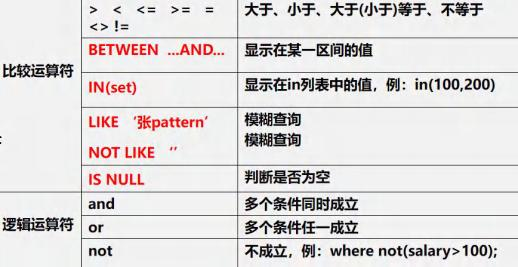 > < <= >= = 大于、小于、大于(小于)等于、不等于
<> !=
比较运算符
BETWEEN ...AND... 显示在某一区间的值
IN(set) 显示在in列表中的值，例：in(100,200)
LIKE ‘张pattern’ 模糊查询
NOT LIKE ‘’ 模糊查询
IS NULL 判断是否为空
逻辑运算符
and 多个条件同时成立
or 多个条件任一成立
not 不成立，例：where not(salary>100);